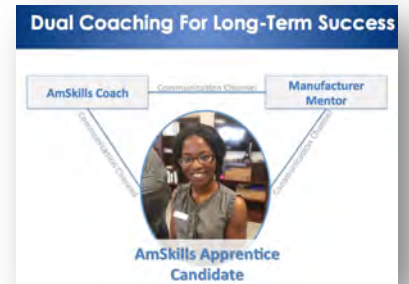 Dual Coaching For Long-Term Success
AmSkills Coach
Communication Channel
Manufacturer
Mentor
Communication Channel
Communication Channel
AmSkills Apprentice
Candidate